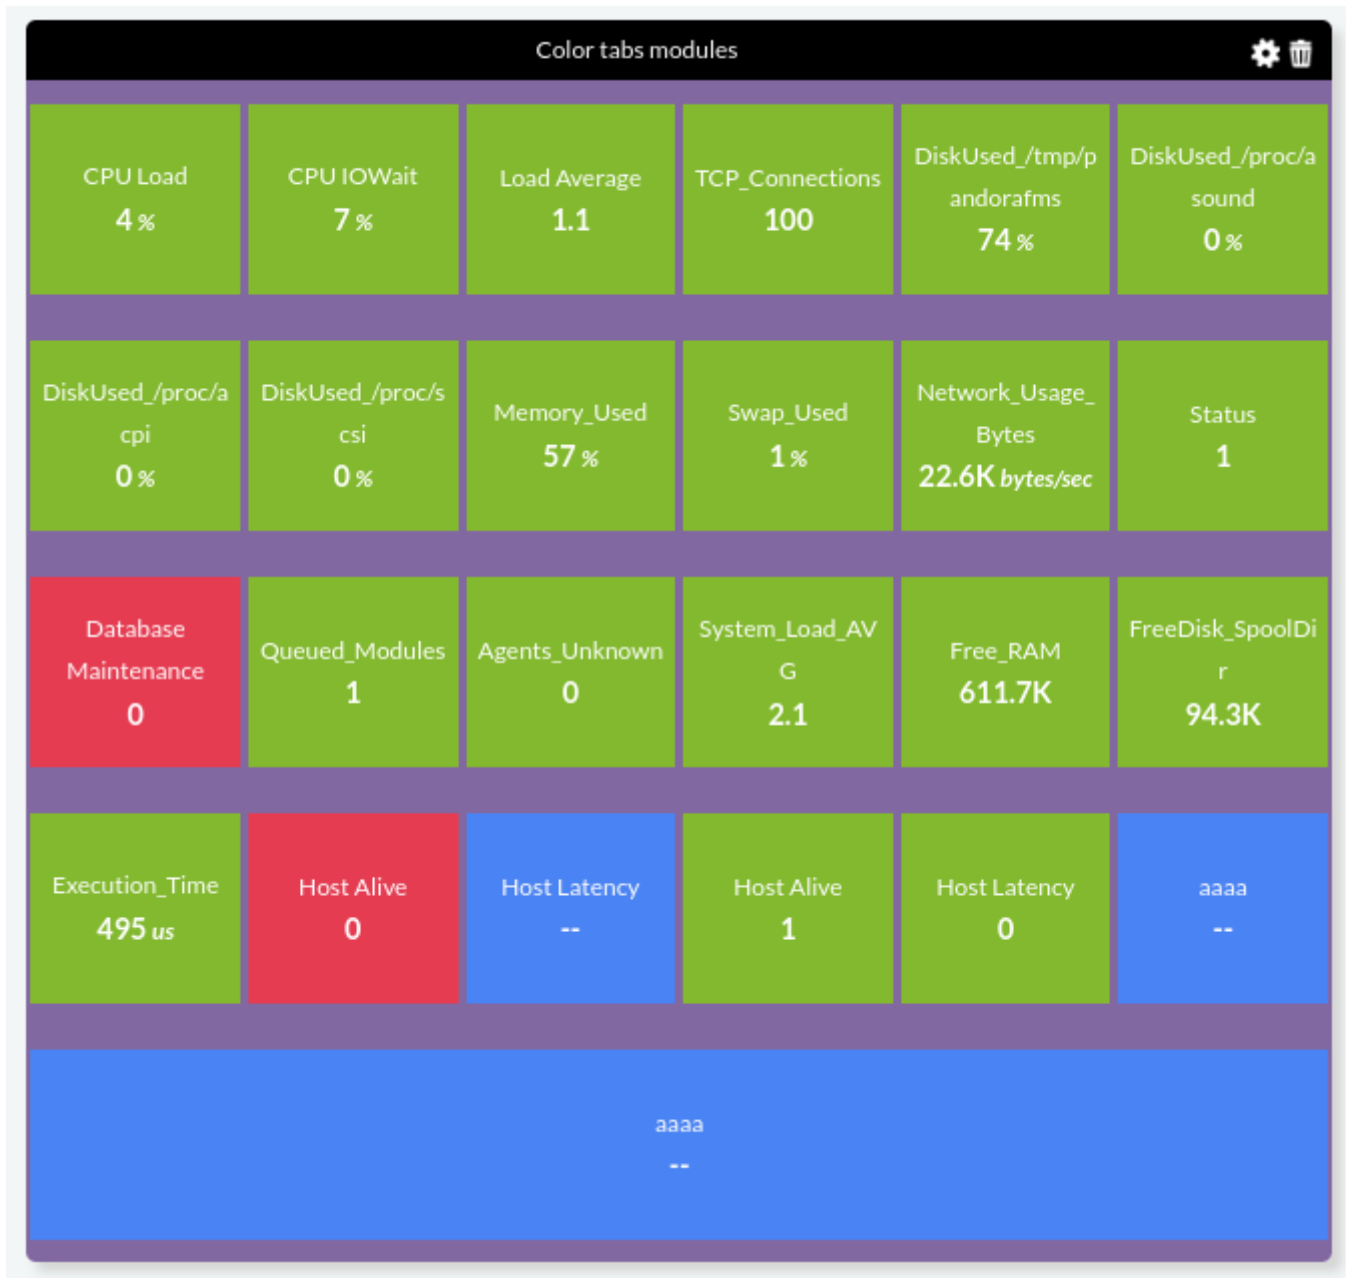 Color tabs modules
CPU Load
4 %
CPU IOWait
7 %
Load Average
1.1
TCP_Connections
100
DiskUsed_/tmp/p
andorafms
74 %
DiskUsed_/proc/a
sound
0 %
DiskUsed_/proc/a
cpi
0 %
DiskUsed_/proc/s
csi
0 %
Memory_Used
57 %
Swap_Used
1 %
Network_Usage_
Bytes
22.6K bytes/sec
Status
1
Database
Maintenance
0
Queued_Modules
1
Agents_Unknown
0
System_Load_AV
G
2.1
Free_RAM
611.7K
FreeDisk_SpoolDi
r
94.3K
Execution_Time
495 us
Host Alive
0
Host Latency
--
Host Alive
1
Host Latency
0
aaaa
--
aaaa
--